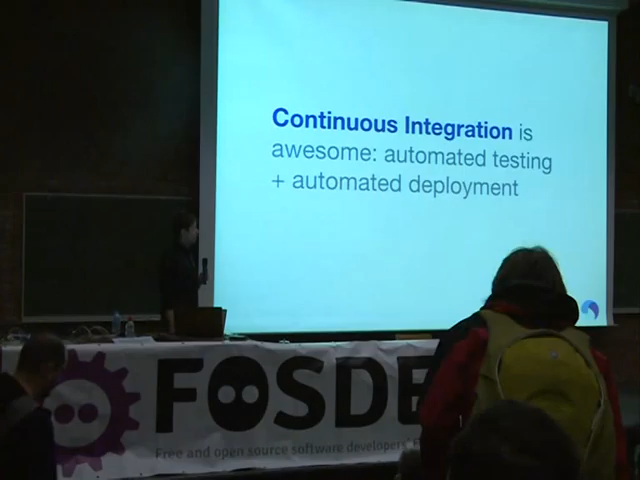 Continuous Integration is
awesome: automated testing
+ automated deployment
FOSDE
Free and open source software developers'